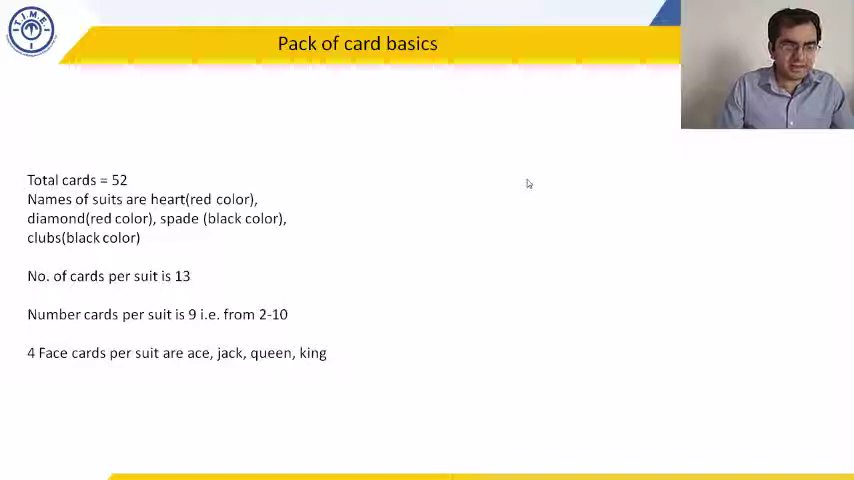 T.I.M.E.
Pack of card basics
Total cards = 52
Names of suits are heart(red color),
diamond(red color), spade (black color),
clubs(black color)
No. of cards per suit is 13
Number cards per suit is 9 i.e. from 2-10
4 Face cards per suit are ace, jack, queen, king